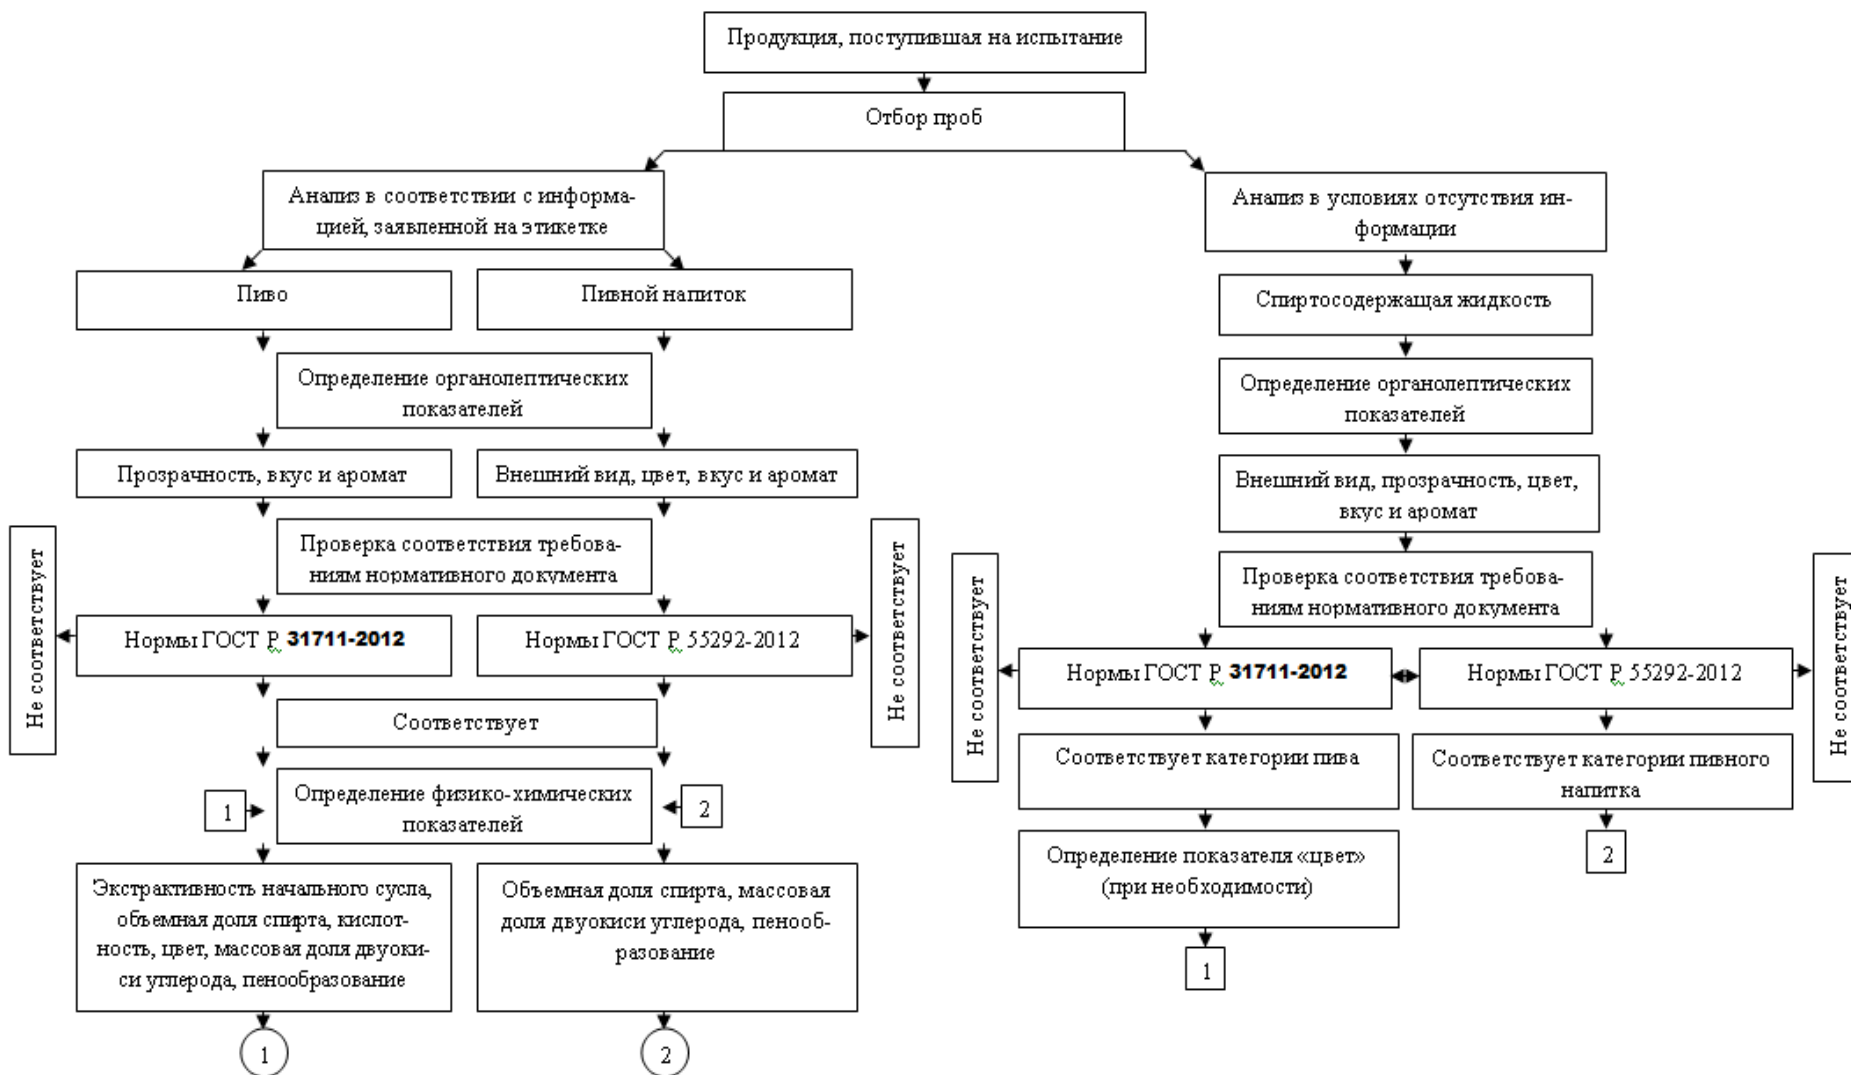 Продукция, поступившая на испытание
Отбор проб
Анализ в соответствии с информа-
цией, заявленной на этикетке
Анализ в условиях отсутствия ин-
формации
Пиво
Пивной напиток
Спиртосодержащая жидкость
Определение органолептических
показателей
Определение органолептических
показателей
Прозрачность, вкус и аромат
Внешний вид, цвет, вкус и аромат
Внешний вид, прозрачность, цвет,
вкус и аромат
Не соответствует
Проверка соответствия требова-
ниям нормативного документа
Не соответствует
Не соответствует
Проверка соответствия требова-
ниям нормативного документа
Не соответствует
Нормы ГОСТ Р 31711-2012
Нормы ГОСТ Р 55292-2012
Нормы ГОСТ Р 31711-2012
Нормы ГОСТ Р 55292-2012
Соответствует
Соответствует категории пива
Соответствует категории пивного
напитка
1
Определение физико-химических
показателей
2
Определение показателя «цвет»
(при необходимости)
2
Экстрактивность начального сусла,
объемная доля спирта, кислот-
ность, цвет, массовая доля двуоки-
си углерода, пенообразование
Объемная доля спирта, массовая
доля двуокиси углерода, пенооб-
разование
1
1
2